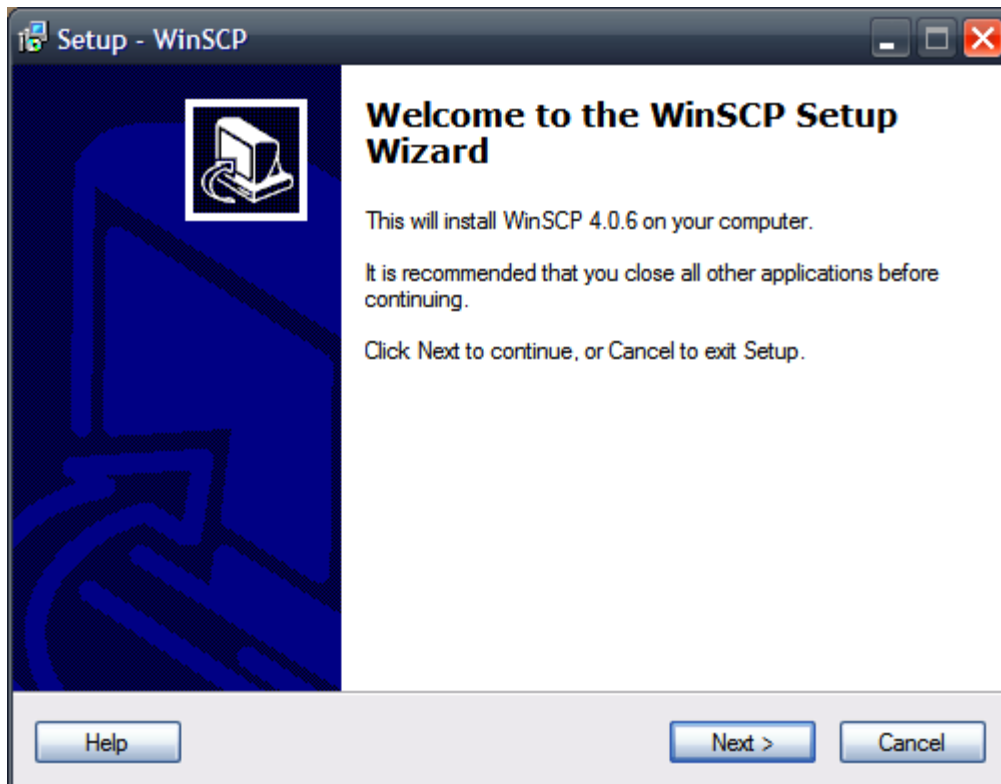 Setup - WinSCP
Welcome to the WinSCP Setup
Wizard
This will install WinSCP 4.0.6 on your computer.
It is recommended that you close all other applications before
continuing.
Click Next to continue, or Cancel to exit Setup.
Help
Next >
Cancel